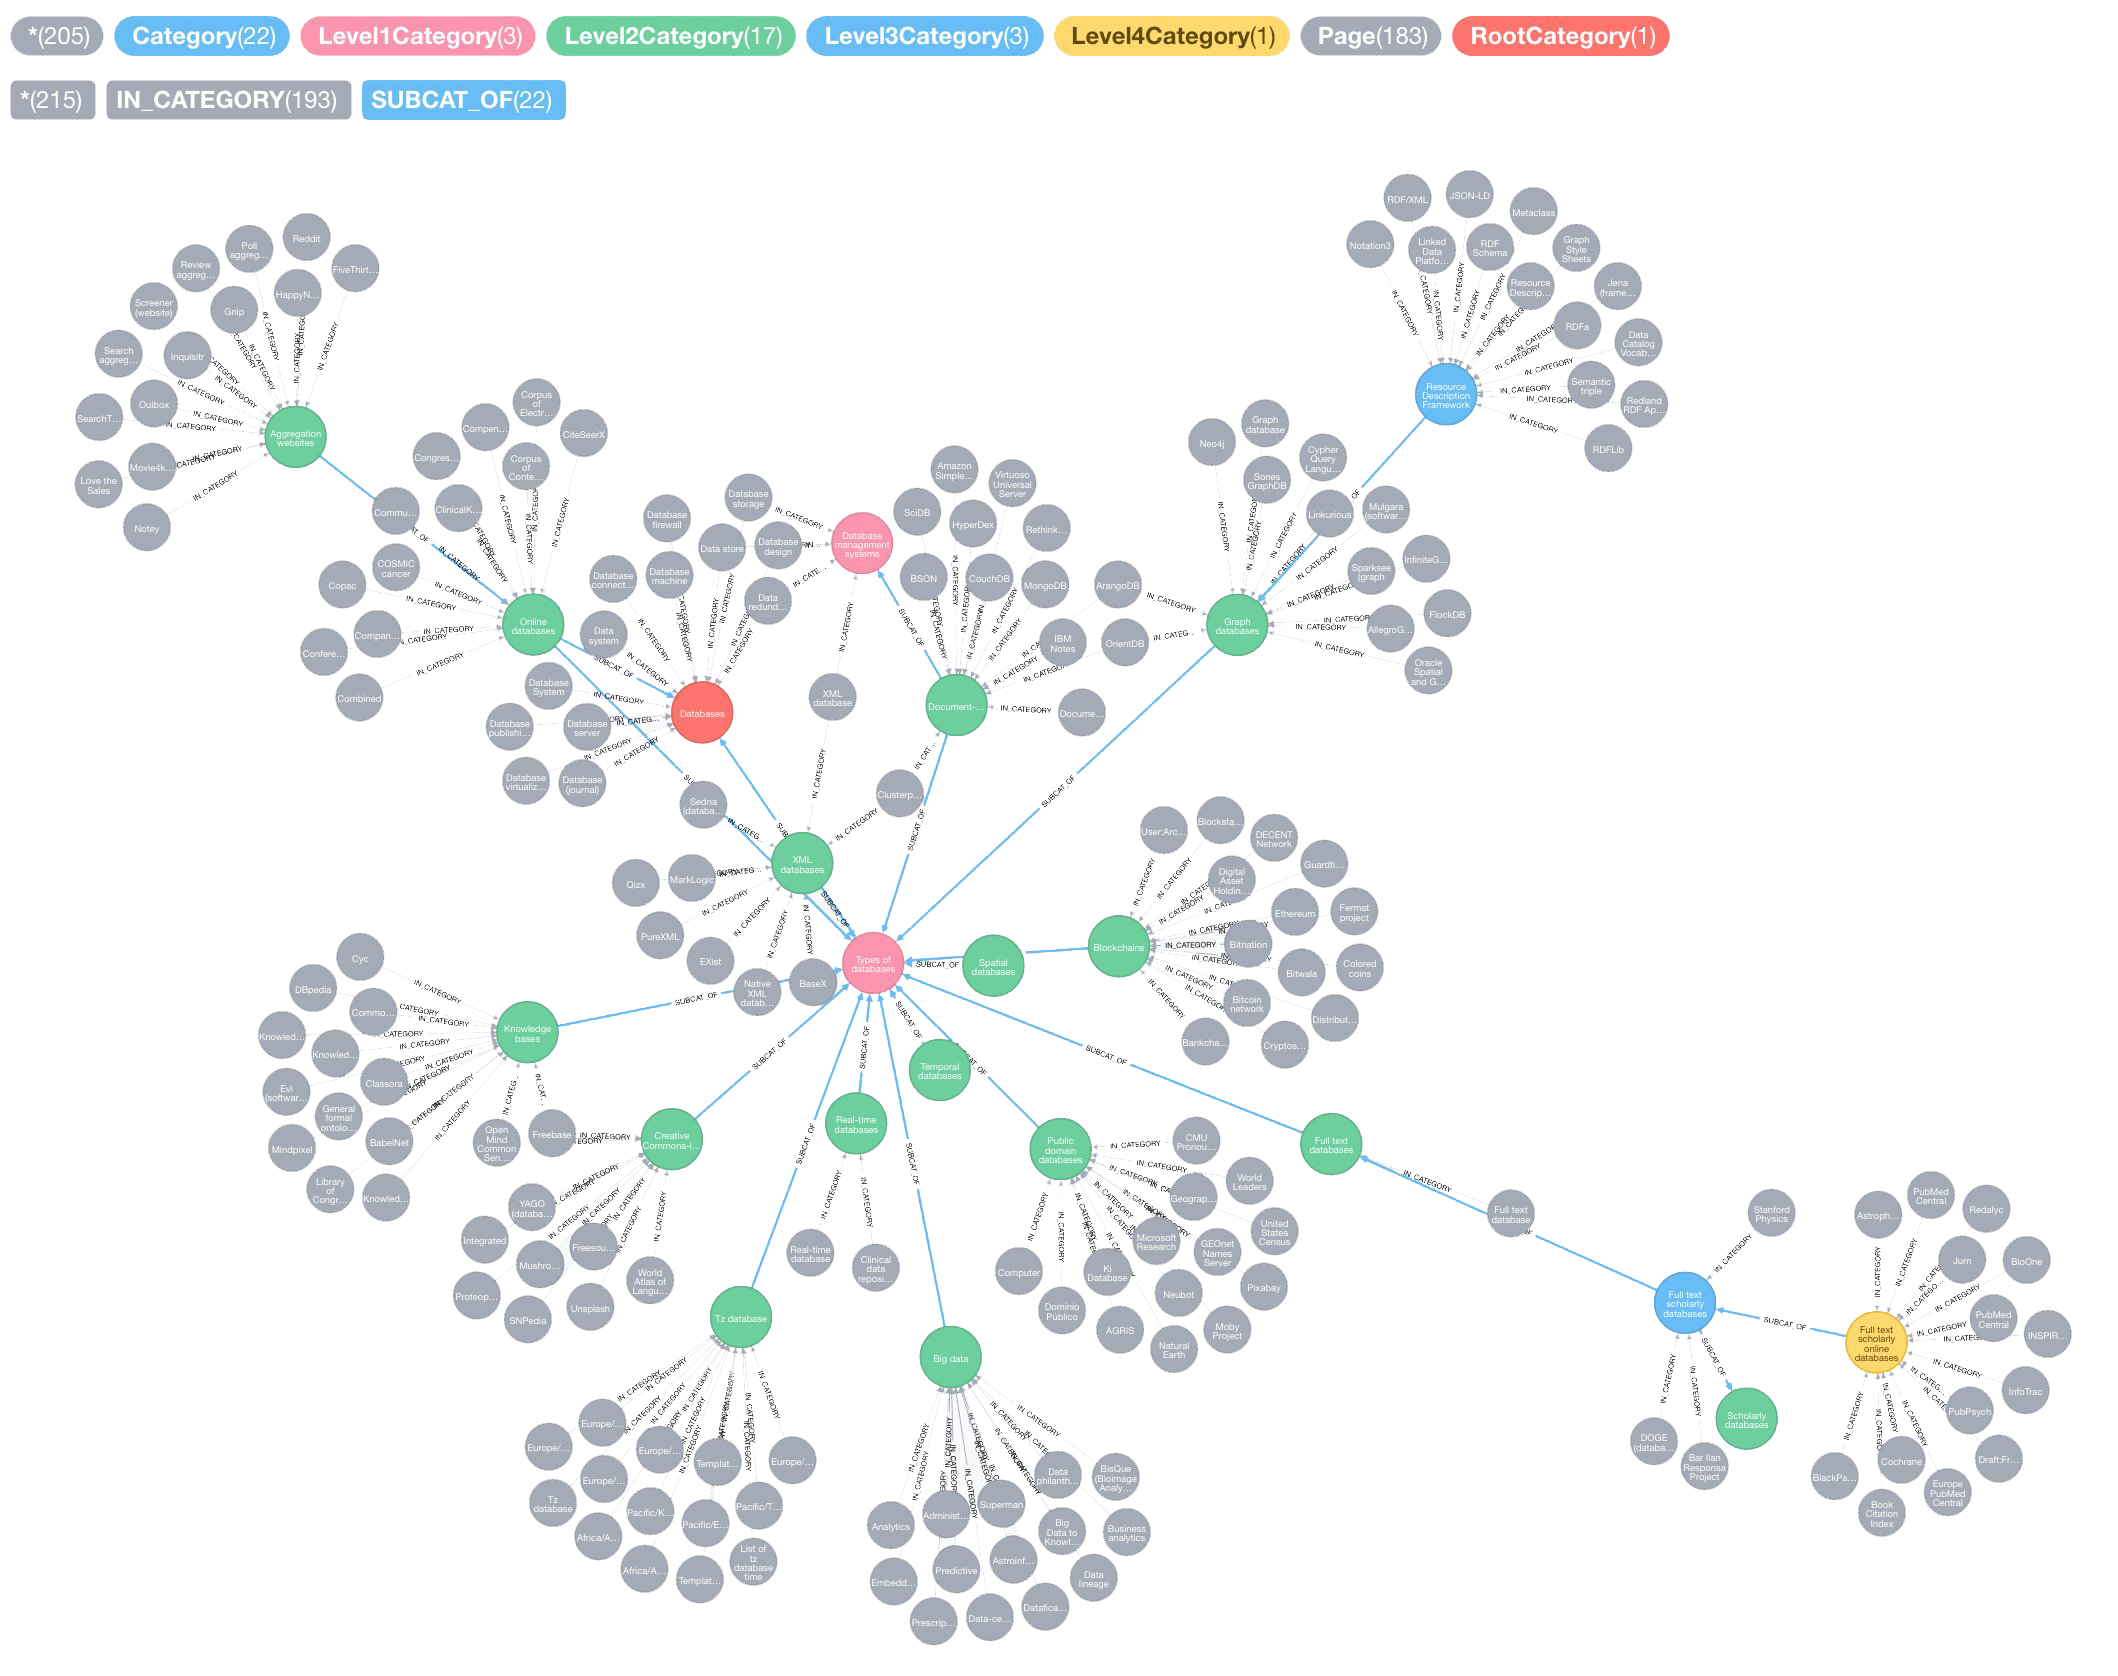 *(205)
Category(22)
Level1Category(3)
Level2Category(17)
Level3Category(3)
Level4Category(1)
Page(183)
RootCategory(1)
*(215)
IN_CATEGORY(193)
SUBCAT_OF(22)
Reddit
Poll
aggreg...
FiveThirt...
Review
aggreg...
HappyN...
Screener
(website)
Gnip
Search
aggreg...
Inquisitr
Ouibox
SearchT...
Aggregation
websites
Movie4k...
Love the
Sales
Notey
IN_CATEGORY
Corpus
of
Electr...
Compen...
CiteSeerX
Congres...
Corpus
of
Conte...
Commu...
ClinicalK...
COSMIC
cancer
Copac
Compan...
Confere...
Combined
Online
databases
SUBCAT_OF
Database
storage
Database
firewall
Data store
Database
design
Database
connect...
Database
machine
Data
redund...
Data
system
Database
System
Database
publishi...
Database
server
Database
virtualiz...
Database
(journal)
Databases
Database
management
systems
XML
database
Amazon
Simple...
Virtuoso
Universal
Server
SciDB
HyperDex
Rethink...
BSON
CouchDB
MongoDB
ArangoDB
IBM
Notes
OrientDB
Docume...
Document-...
Clusterp...
RDF/XML
JSON-LD
Metaclass
Notation3
Linked
Data
Platfo...
RDF
Schema
Graph
Style
Sheets
Resource
Descrip...
Jena
(frame...
RDFa
Data
Catalog
Vocab...
Semantic
triple
Redland
RDF Ap...
RDFLib
Resource
Description
Framework
Graph
database
Neo4j
Cypher
Query
Langu...
Sones
GraphDB
Linkurious
Mulgara
(softwar...
Sparksee
(graph
InfiniteG...
FlockDB
AllegroG...
Oracle
Spatial
and G...
Graph
databases
SUBCAT_OF
Sedna
(databa...
XML
databases
Qizx
MarkLogic
PureXML
EXist
Native
XML
datab...
BaseX
Types of
databases
Spatial
databases
Blockchains
User:Arc...
Blocksta...
DECENT
Network
Digital
Asset
Holdin...
Guardti...
Ethereum
Fermat
project
Bitnation
Bitwala
Colored
coins
Bitcoin
network
Distribut...
Bankcha...
Cryptos...
Cyc
DBpedia
Commo...
Knowled...
Knowled...
Classora
Evi
(softwar...
General
formal
ontolo...
BabelNet
Mindpixel
Library
of
Congr...
Knowled...
Open
Mind
Common
Sen...
Freebase
Knowledge
bases
Creative
Commons-l...
YAGO
(databa...
Integrated
Freesou...
Mushro...
Proteop...
SNPedia
Unsplash
World
Atlas of
Langu...
Real-time
databases
Real-time
database
Clinical
data
reposi...
Temporal
databases
Public
domain
databases
CMU
Pronou...
World
Leaders
Geograp...
United
States
Census
Microsoft
Research
GEOnet
Names
Server
Pixabay
Computer
Ki
Database
Neubot
Domínio
Público
AGRIS
Moby
Project
Natural
Earth
Full text
databases
Full text
database
Stanford
Physics
Full text
scholarly
databases
DOGE
(databa...
Bar Ilan
Responsa
Project
Scholarly
databases
Full text
scholarly
online
databases
Astroph...
PubMed
Central
Redalyc
Jurn
BioOne
PubMed
Central
INSPIR...
InfoTrac
PubPsych
Draft:Fr...
Cochrane
Europe
PubMed
Central
Book
Citation
Index
BlackPa...
Tz database
Europe/...
Europe/...
Europe/...
Europe/...
Europe/...
Templat...
Tz
database
Pacific/K...
Pacific/E...
Pacific/T...
Africa/A...
Africa/A...
Templat...
List of
tz
database
time
Big data
Analytics
Administ...
Superman
Data
philanth...
BisQue
(Bioimage
Analy...
Big
Data to
Knowl...
Business
analytics
Embedd...
Predictive
Astroinf...
Data
lineage
Prescrip...
Data-ce...
Datafica...